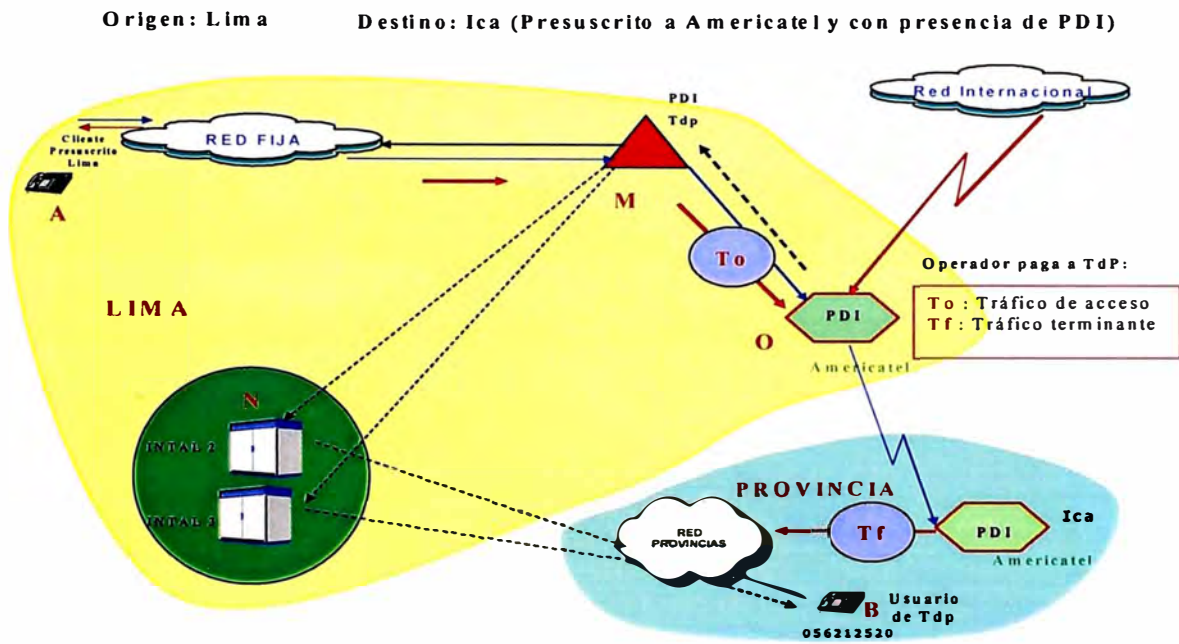 Origen: Lima
Destino: Ica (Presuscrito a Americatel y con presencia de PDI)
PDI
Tdp
Red Internacional
RED FIJA
Cliente
Presuscrito
Lima
A
M
To
Operador paga a TdP:
To : Tráfico de acceso
Tf : Tráfico terminante
LIMA
PDI
O
Americatel
N
INTAL 2
INTAL 3
PROVINCIA
RED
PROVINCIAS
Tf
PDI
Ica
Americatel
B
Usuario
de Tdp
056212520